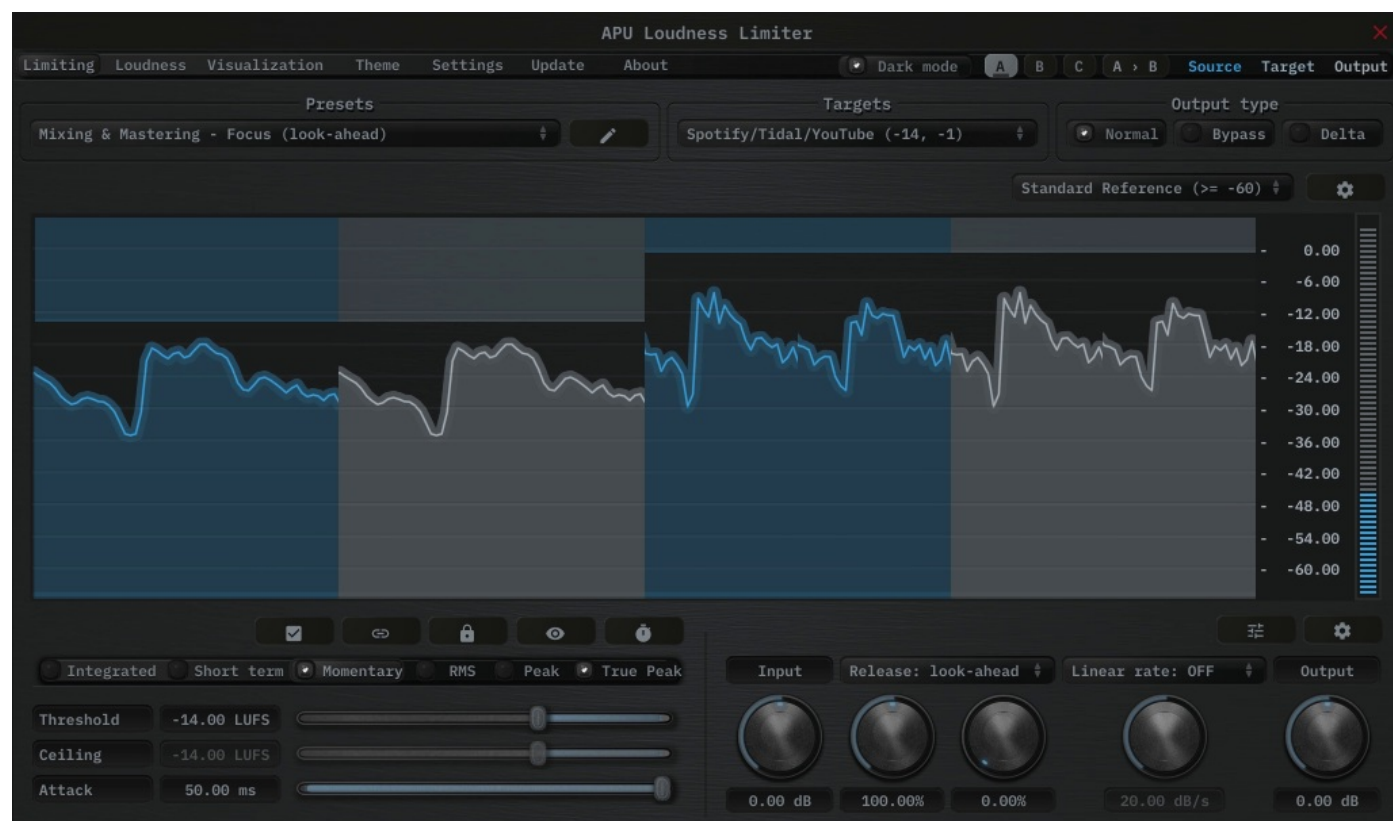 APU Loudness Limiter
Limiting Loudness Visualization Theme Settings Update About Dark mode A B C A › B Source Target Output
Presets Targets Output type
Mixing & Mastering - Focus (look-ahead) Spotify/Tidal/YouTube (-14, -1) Normal Bypass Delta
Standard Reference (>= -60)
- 0.00
- -6.00
- -12.00
- -18.00
- -24.00
- -30.00
- -36.00
- -42.00
- -48.00
- -54.00
- -60.00
Integrated Short term Momentary RMS Peak True Peak Input Release: look-ahead Linear rate: OFF Output
Threshold -14.00 LUFS
Ceiling -14.00 LUFS
Attack 50.00 ms
0.00 dB 100.00% 0.00% 20.00 dB/s 0.00 dB